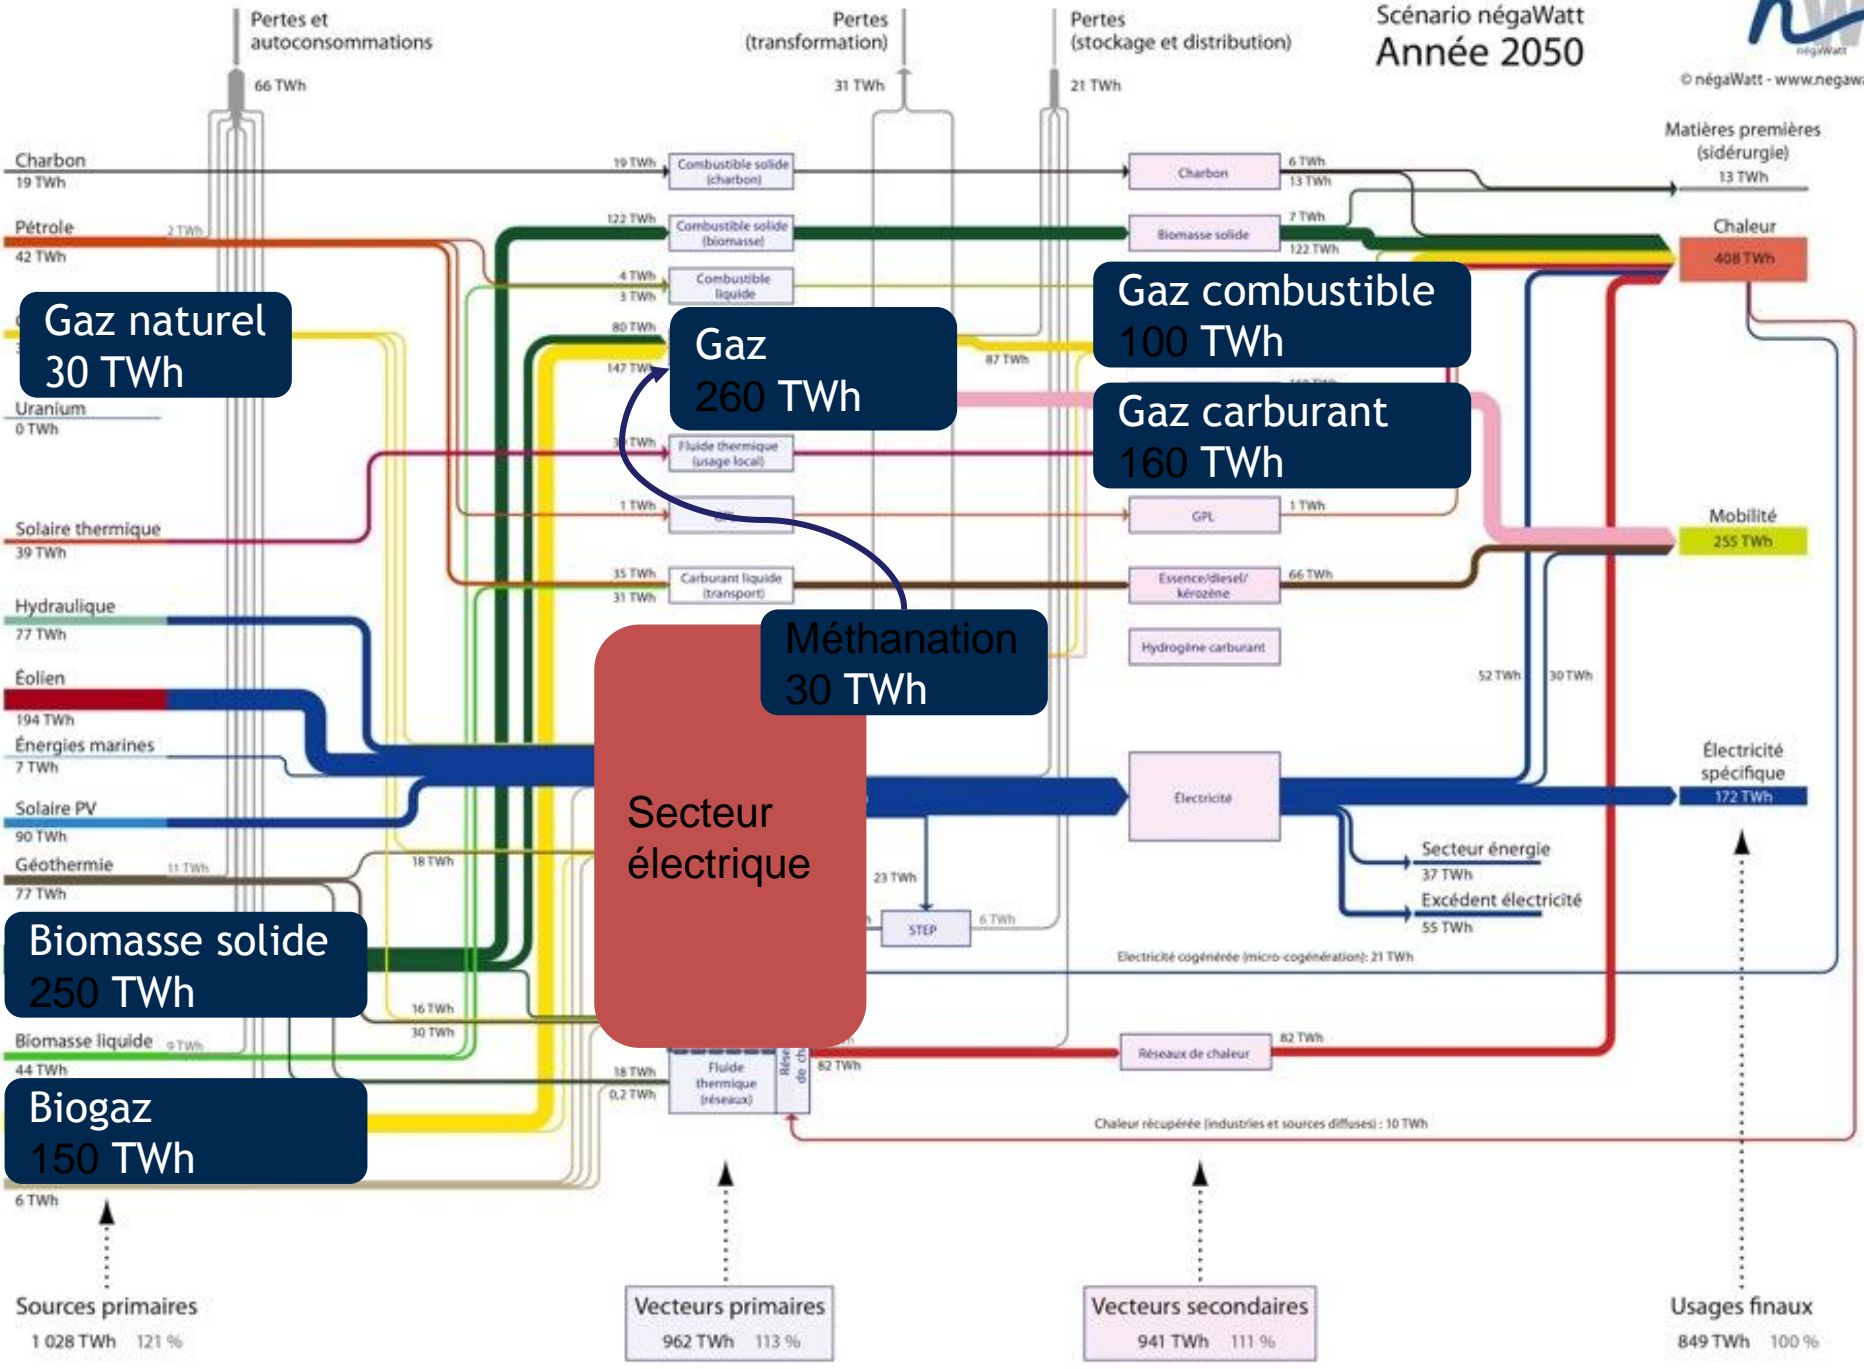 Pertes et
autoconsommations
66 TWh
Pertes
(transformation)
31 TWh
Pertes
(stockage et distribution)
21 TWh
Scénario négaWatt
Année 2050
négaWatt
© négaWatt - www.negawa
Matières premières
(sidérurgie)
13 TWh
Charbon
19 TWh
19 TWh
Combustible solide
(charbon)
Charbon
6 TWh
13 TWh
Pétrole
2 TWh
42 TWh
122 TWh
Combustible solide
(biomasse)
Biomasse solide
7 TWh
122 TWh
Chaleur
408 TWh
4 TWh
3 TWh
Combustible
liquide
Gaz naturel
30 TWh
80 TWh
147 TWh
Gaz
260 TWh
87 TWh
Gaz combustible
100 TWh
Gaz carburant
160 TWh
Uranium
0 TWh
TWh
Fluide thermique
(usage local)
Solaire thermique
39 TWh
1 TWh
GPL
1 TWh
Mobilité
255 TWh
35 TWh
31 TWh
Carburant liquide
(transport)
Essence/diesel/
kérozène
66 TWh
Hydraulique
77 TWh
Méthanation
30 TWh
Hydrogène carburant
52 TWh
30 TWh
Éolien
194 TWh
Énergies marines
7 TWh
Solaire PV
90 TWh
Secteur
électrique
Électricité
Électricité
spécifique
172 TWh
Géothermie
11 TWh
77 TWh
18 TWh
23 TWh
STEP
6 TWh
Secteur énergie
37 TWh
Excédent électricité
55 TWh
Biomasse solide
250 TWh
Electricité cogénérée (micro-cogénération): 21 TWh
16 TWh
30 TWh
Biomasse liquide
9 TWh
44 TWh
18 TWh
0,2 TWh
Fluide
thermique
(réseaux)
82 TWh
Réseaux de chaleur
82 TWh
Biogaz
150 TWh
Chaleur récupérée (industries et sources diffuses) : 10 TWh
6 TWh
Sources primaires
1 028 TWh 121 %
Vecteurs primaires
962 TWh 113 %
Vecteurs secondaires
941 TWh 111 %
Usages finaux
849 TWh 100 %